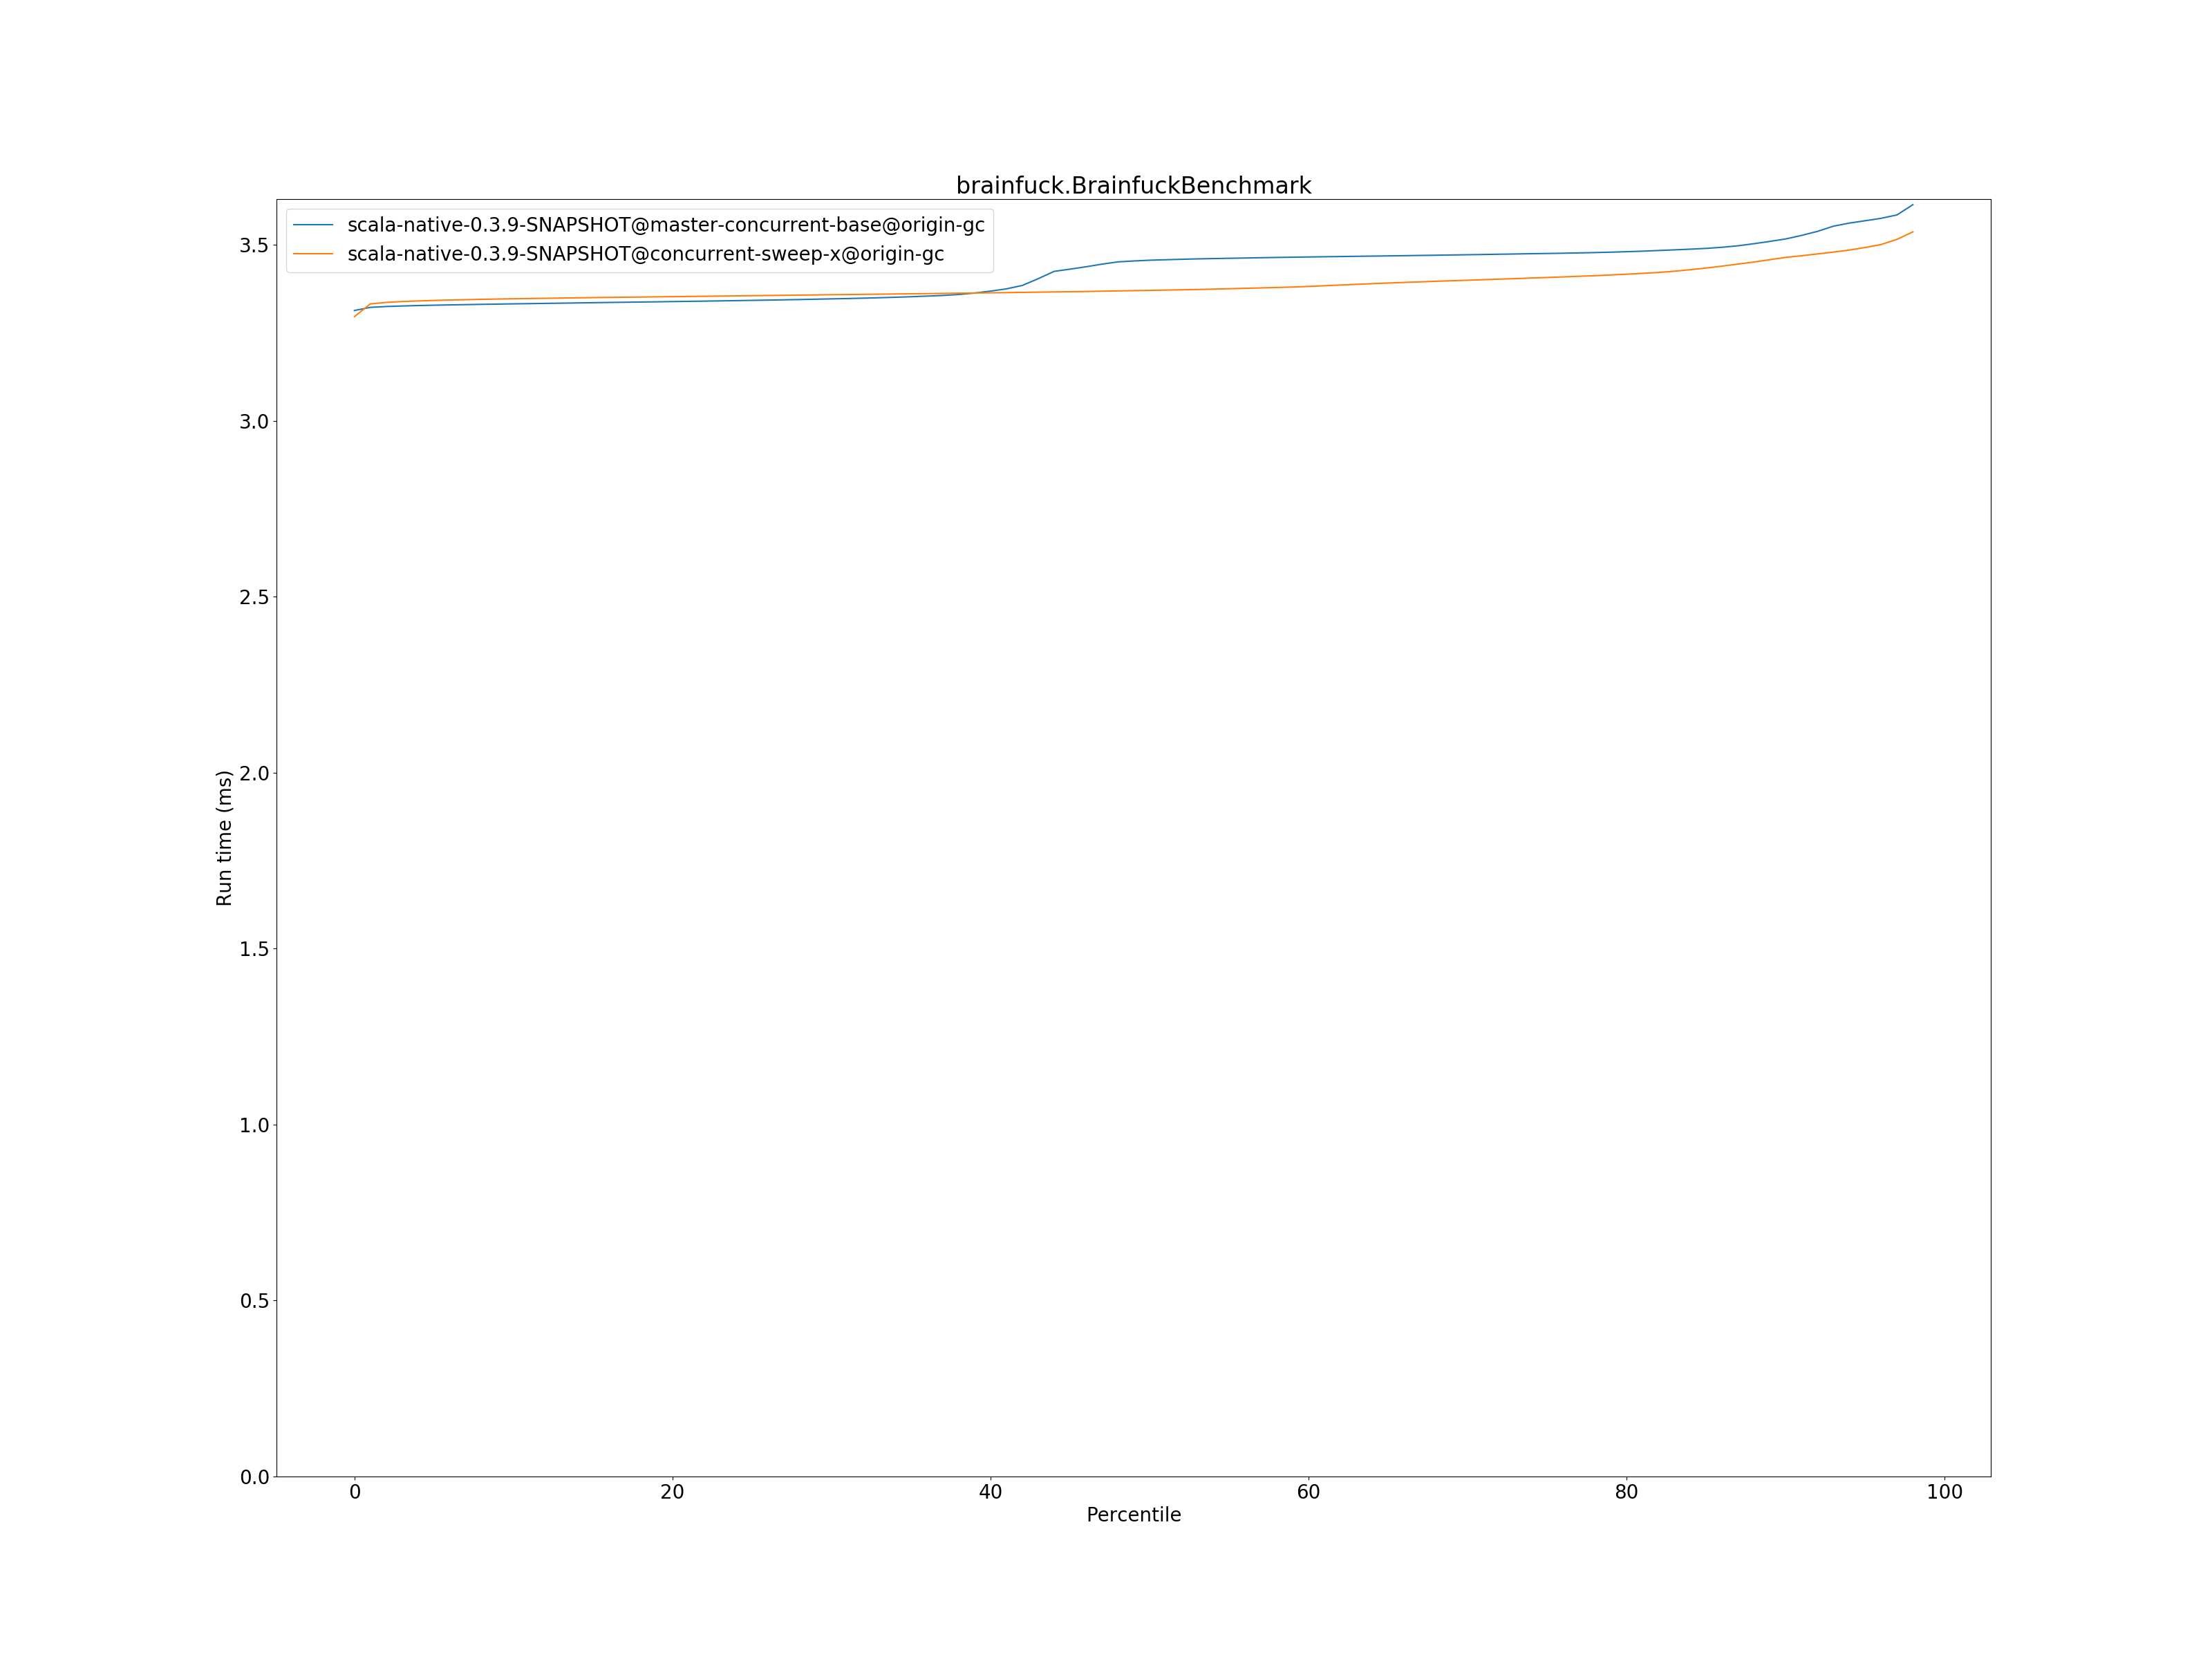 brainfuck.BrainfuckBenchmark
scala-native-0.3.9-SNAPSHOT@master-concurrent-base@origin-gc
scala-native-0.3.9-SNAPSHOT@concurrent-sweep-x@origin-gc
3.5
3.0
2.5
2.0
1.5
1.0
0.5
0.0
Run time (ms)
0 20 40 60 80 100
Percentile